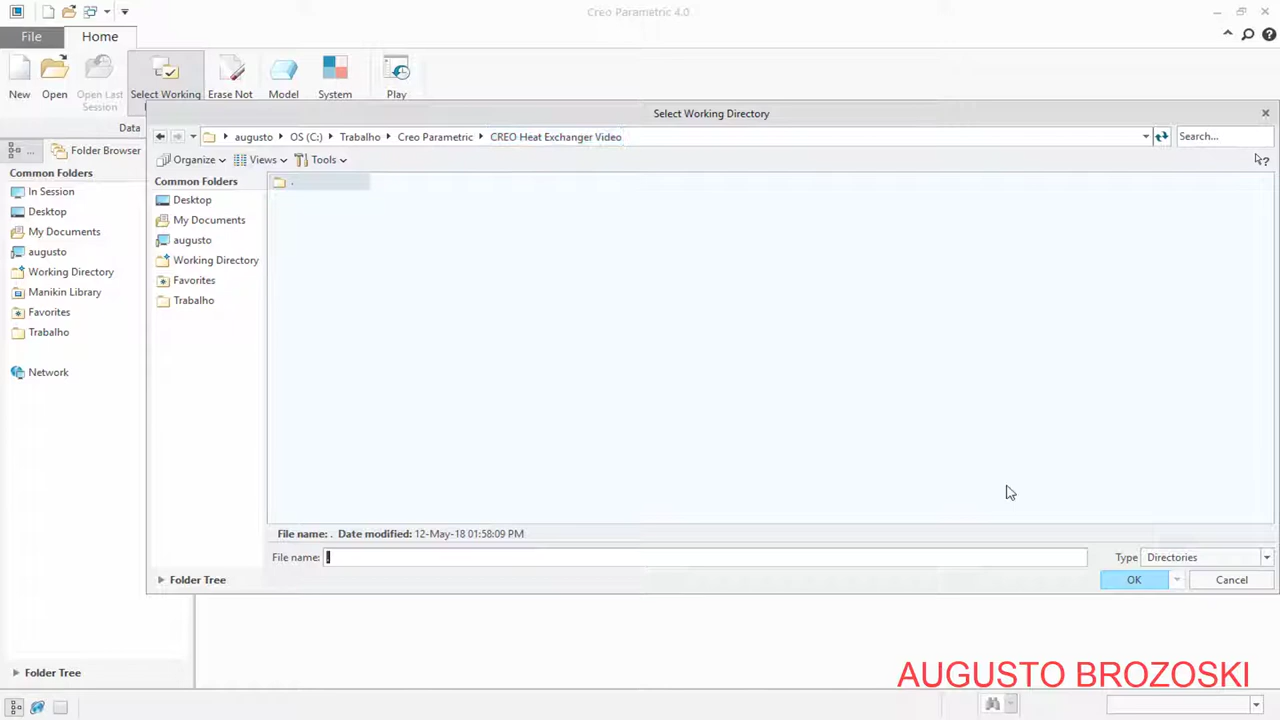 Creo Parametric 4.0
File
Home
New
Open
Open Last Session
Select Working
Erase Not
Model
System
Play
Data
Select Working Directory
augusto
OS (C:)
Trabalho
Creo Parametric
CREO Heat Exchanger Video
Search...
...
Folder Browser
Organize
Views
Tools
Common Folders
In Session
Desktop
My Documents
augusto
Working Directory
Manikin Library
Favorites
Trabalho
Network
Common Folders
Desktop
My Documents
augusto
Working Directory
Favorites
Trabalho
.
File name: . Date modified: 12-May-18 01:58:09 PM
File name:
Type
Directories
Folder Tree
OK
Cancel
Folder Tree
AUGUSTO BROZOSKI